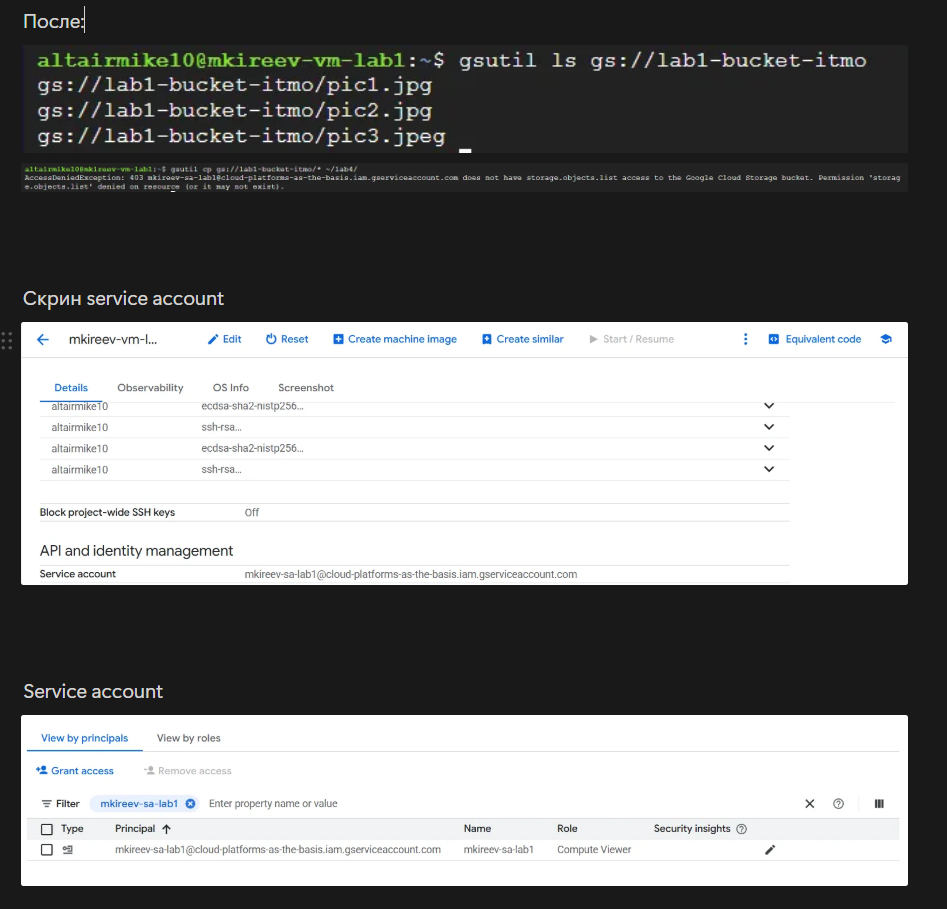 После:
altairmike10@mkireev-vm-lab1:~$ gsutil ls gs://lab1-bucket-itmo
gs://lab1-bucket-itmo/pic1.jpg
gs://lab1-bucket-itmo/pic2.jpg
gs://lab1-bucket-itmo/pic3.jpeg
altairmike10@mkireev-vm-lab1:~$ gsutil cp gs://lab1-bucket-itmo/* ~/lab4/
AccessDeniedException: 403 mkireev-sa-lab1@cloud-platforms-as-the-basis.iam.gserviceaccount.com does not have storage.objects.list access to the Google Cloud Storage bucket. Permission 'storag
e.objects.list' denied on resource (or it may not exist).
Скрин service account
mkireev-vm-l... Edit Reset Create machine image Create similar Start / Resume Equivalent code
Details Observability OS Info Screenshot
altairmike10 ecdsa-sha2-nistp256...
altairmike10 ssh-rsa...
altairmike10 ecdsa-sha2-nistp256...
altairmike10 ssh-rsa...
Block project-wide SSH keys Off
API and identity management
Service account mkireev-sa-lab1@cloud-platforms-as-the-basis.iam.gserviceaccount.com
Service account
View by principals View by roles
Grant access Remove access
Filter mkireev-sa-lab1 Enter property name or value
Type Principal Name Role Security insights
mkireev-sa-lab1@cloud-platforms-as-the-basis.iam.gserviceaccount.com mkireev-sa-lab1 Compute Viewer